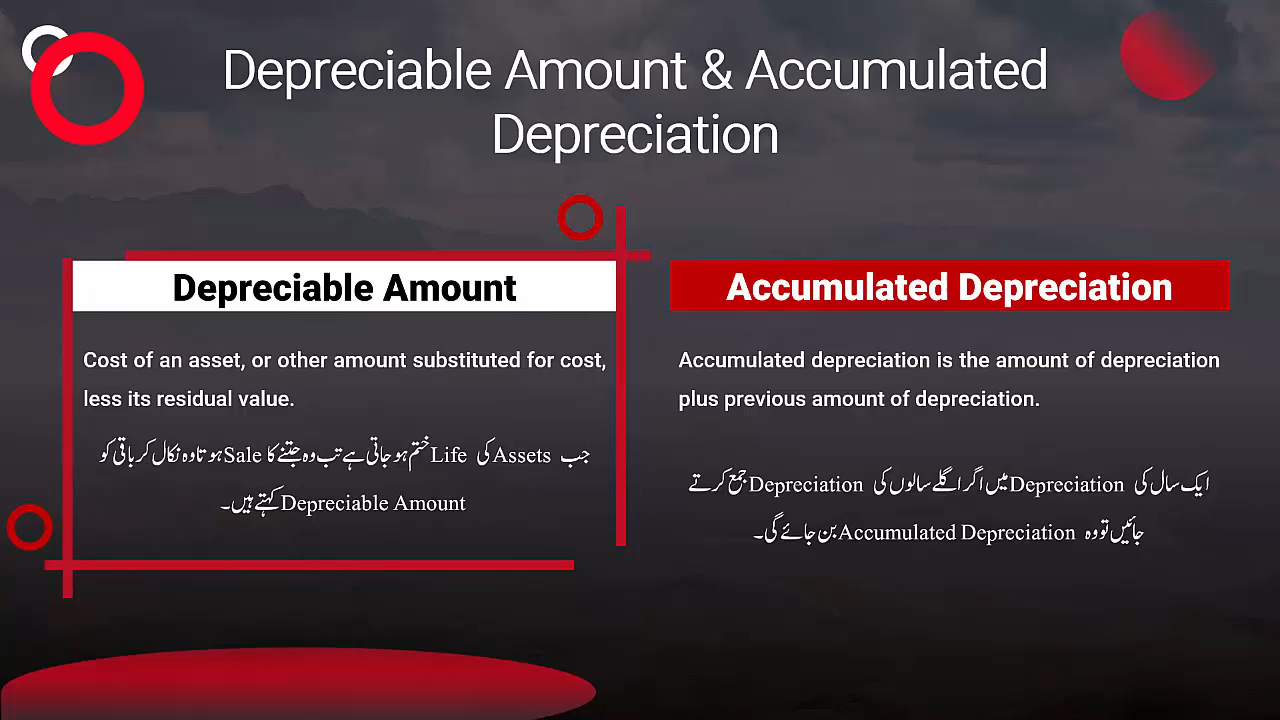 Depreciable Amount & Accumulated
Depreciation
Depreciable Amount
Cost of an asset, or other amount substituted for cost,
less its residual value.
جب Assets کی Life ختم ہو جاتی ہے تب وہ جتنے کا Sale ہو تا وہ نکال کر باقی کو
Depreciable Amount کہتے ہیں۔
Accumulated Depreciation
Accumulated depreciation is the amount of depreciation
plus previous amount of depreciation.
ایک سال کی Depreciation میں اگر اگلے سالوں کی Depreciation جمع کرتے
جائیں تو وہ Accumulated Depreciation بن جائے گی۔